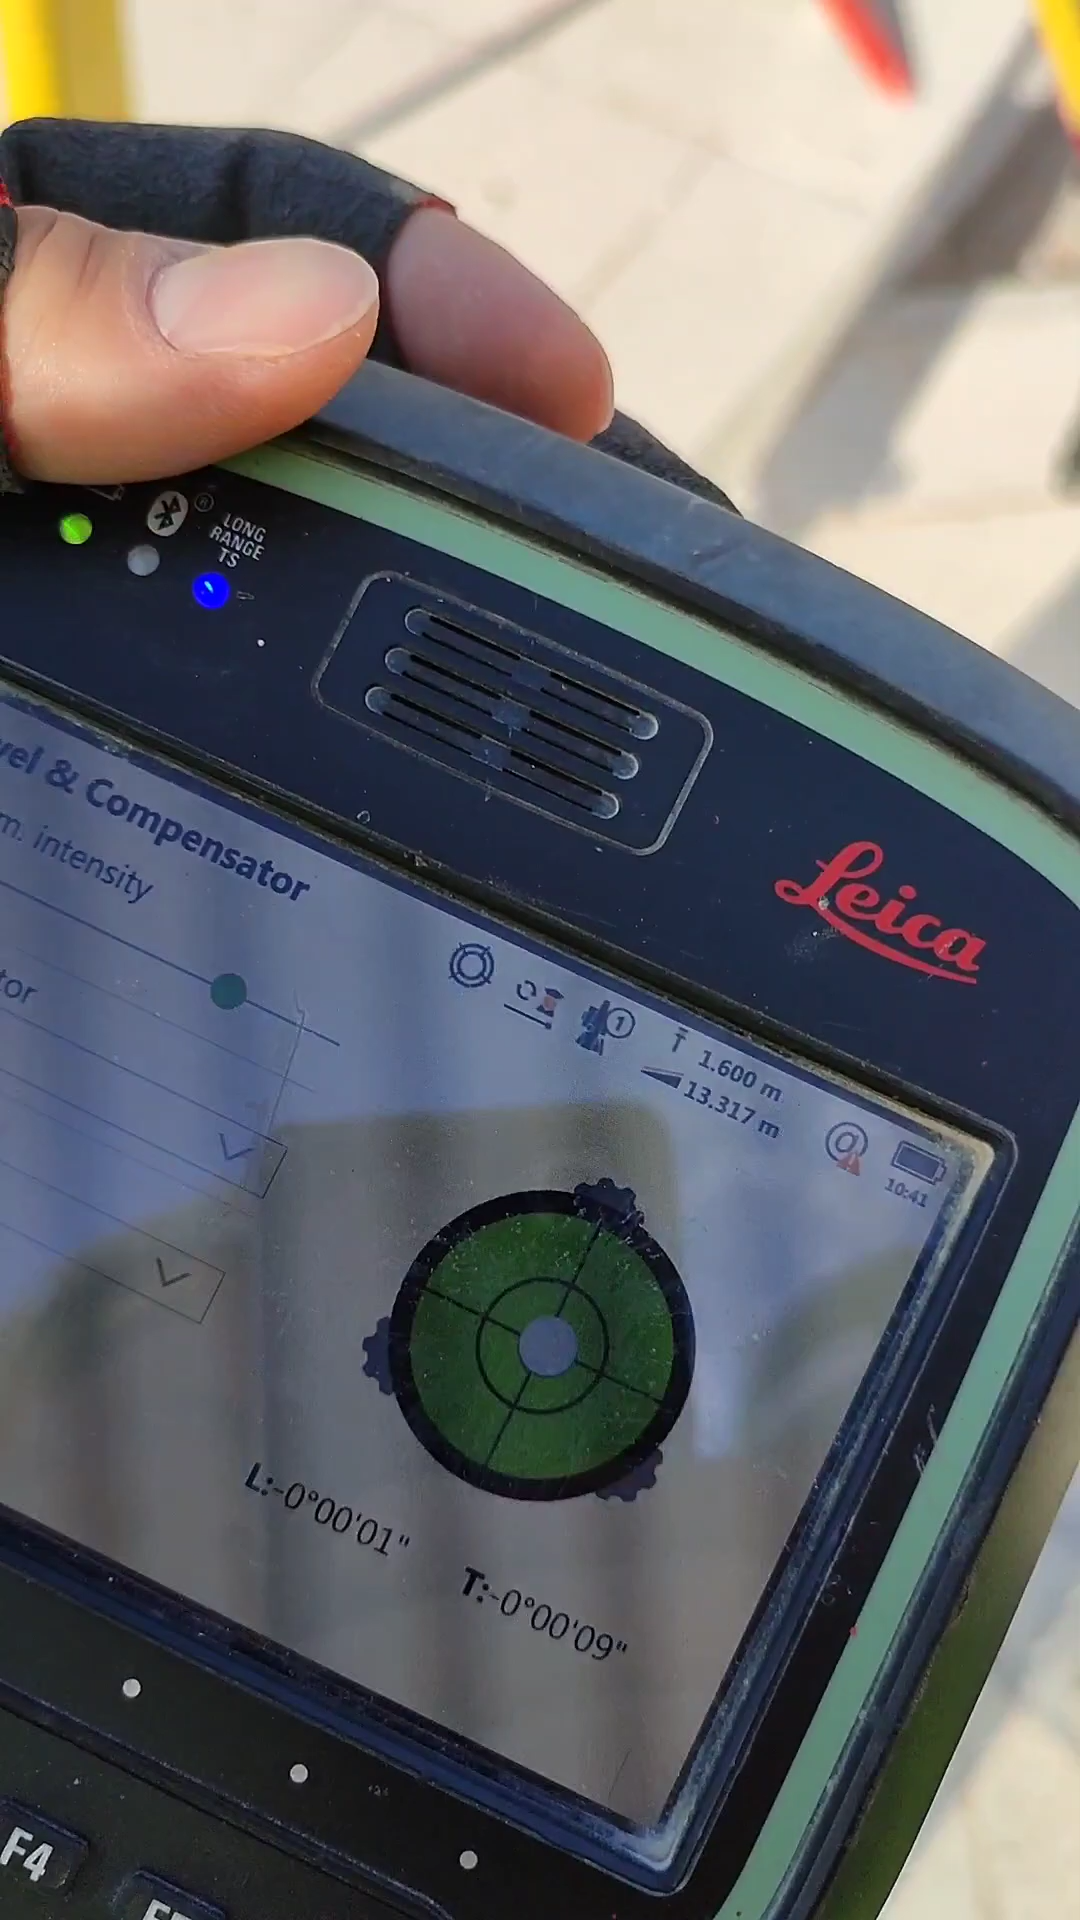 ®
LONG
RANGE
TS
Leica
vel & Compensator
m. intensity
tor
1
1.600 m
13.317 m
10:41
L:-0°00'01"
T:-0°00'09"
F4